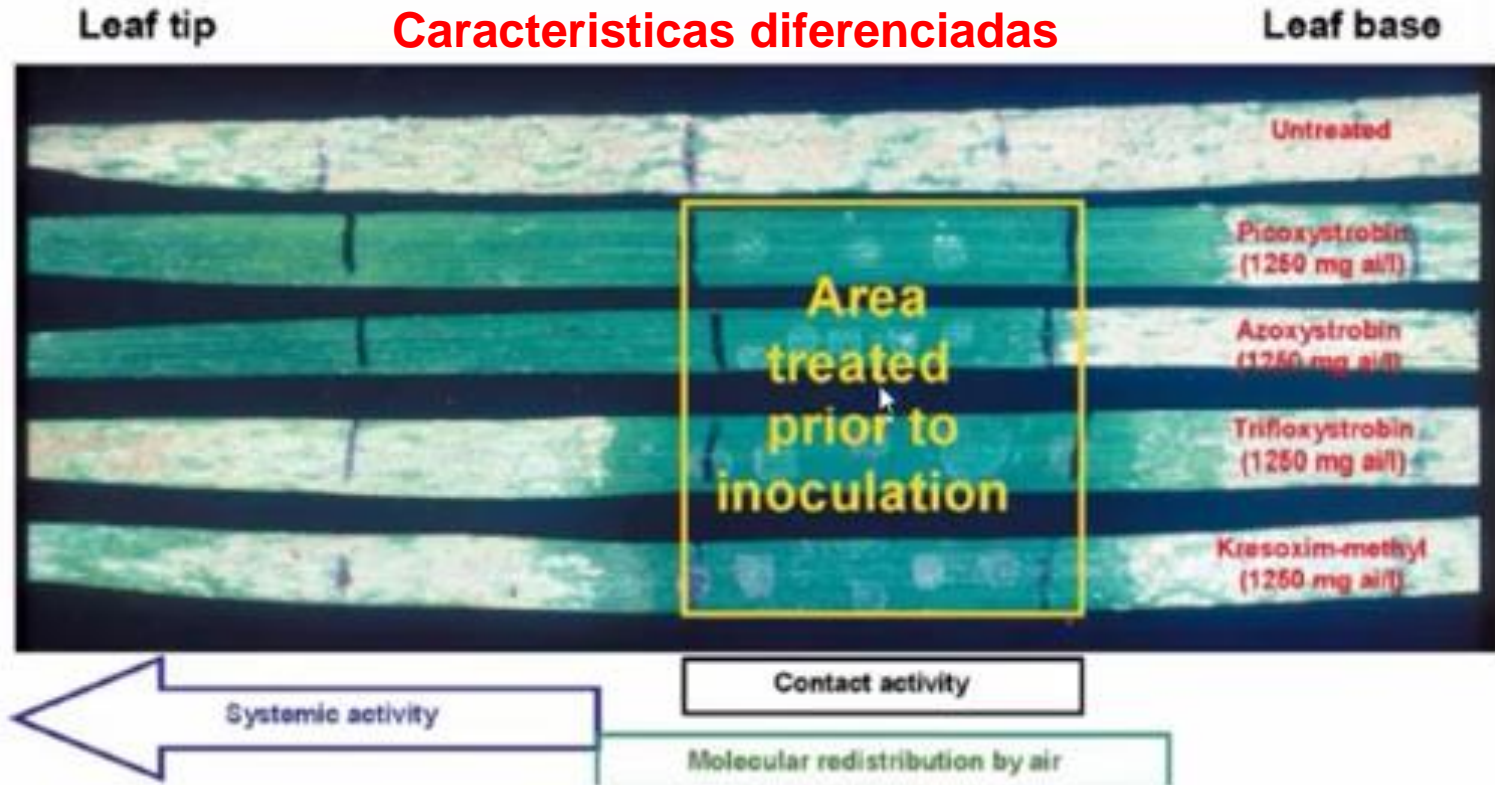 Leaf tip
Caracteristicas diferenciadas
Leaf base
Untreated
Picoxystrobin
(1250 mg ai/l)
Azoxystrobin
(1250 mg ai/l)
Area
treated
prior to
inoculation
Trifloxystrobin
(1250 mg ai/l)
Kresoxim-methyl
(1250 mg ai/l)
Contact activity
Systemic activity
Molecular redistribution by air